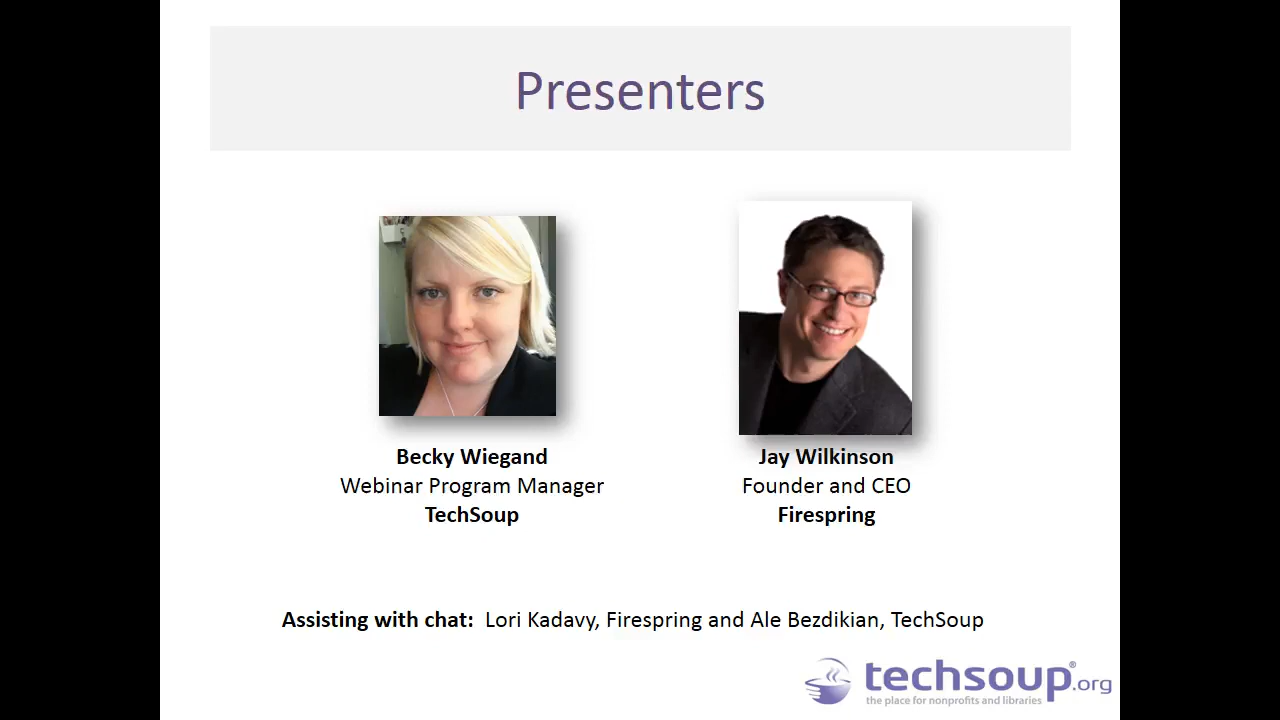 Presenters
Becky Wiegand
Webinar Program Manager
TechSoup
Jay Wilkinson
Founder and CEO
Firespring
Assisting with chat: Lori Kadavy, Firespring and Ale Bezdikian, TechSoup
techsoup®.org
the place for nonprofits and libraries